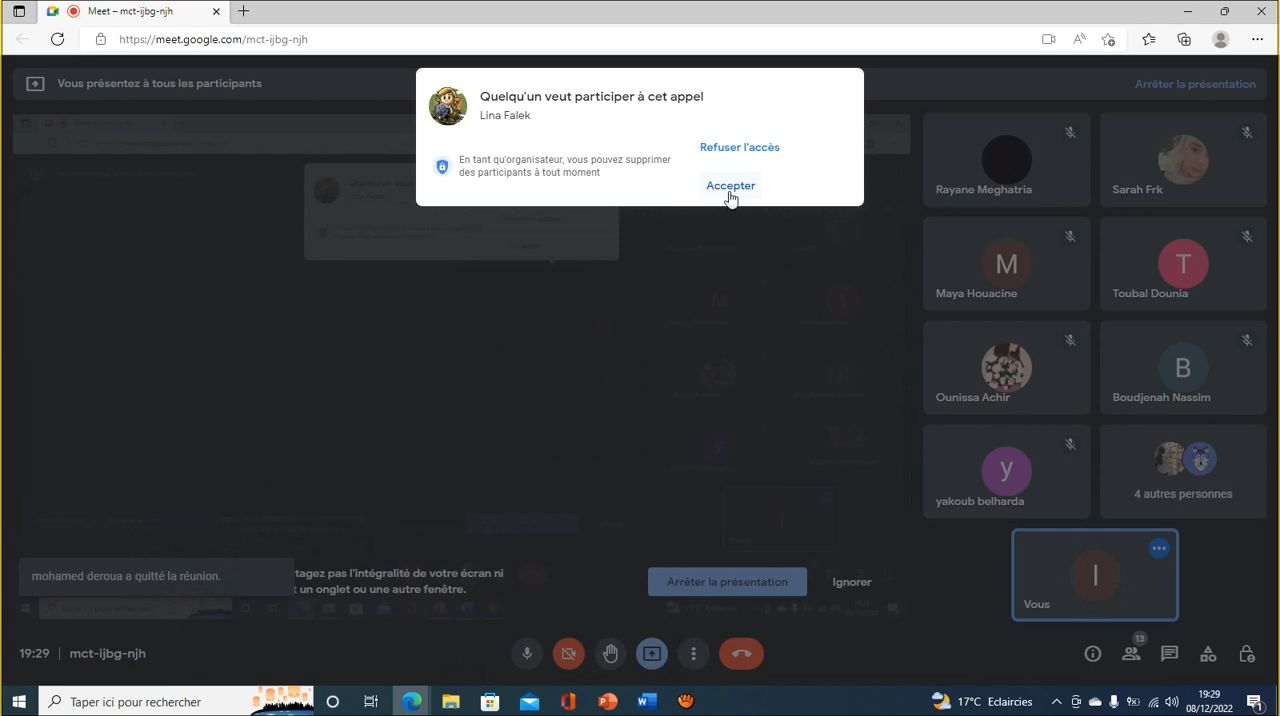 Meet – mct-ijbg-njh
https://meet.google.com/mct-ijbg-njh
Vous présentez à tous les participants
Arrêter la présentation
Quelqu'un veut participer à cet appel
Lina Falek
En tant qu'organisateur, vous pouvez supprimer
des participants à tout moment
Refuser l'accès
Accepter
Rayane Meghatria
Sarah Frk
M
Maya Houacine
T
Toubal Dounia
Ounissa Achir
B
Boudjenah Nassim
y
yakoub belharda
4 autres personnes
I
Vous
mohamed deroua a quitté la réunion.
tagez pas l'intégralité de votre écran ni
t un onglet ou une autre fenêtre.
Arrêter la présentation
Ignorer
19:29 | mct-ijbg-njh
13
Taper ici pour rechercher
17°C Eclaircies
19:29
08/12/2022
1